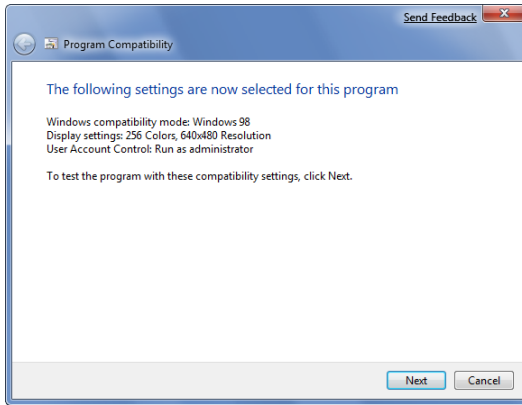 Send Feedback
Program Compatibility
The following settings are now selected for this program
Windows compatibility mode: Windows 98
Display settings: 256 Colors, 640x480 Resolution
User Account Control: Run as administrator
To test the program with these compatibility settings, click Next.
Next Cancel